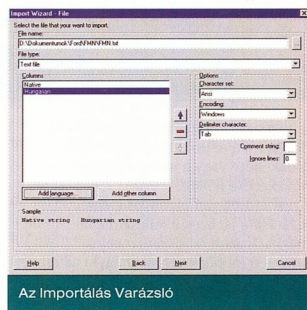 Import Wizard - File
Select the file that your want to import.
File name:
D:\Dokumentumok\Ford\FMN\FMN.txt
...
File type:
Text file
Columns
Native
Hungarian
Add language...
Add other column
Options
Character set:
Ansi
Encoding:
Windows
Delimiter character:
Tab
Comment string:
Ignore lines: 0
Sample
Native string Hungarian string
Help
Back
Next
Cancel
Az Importálás Varázsló